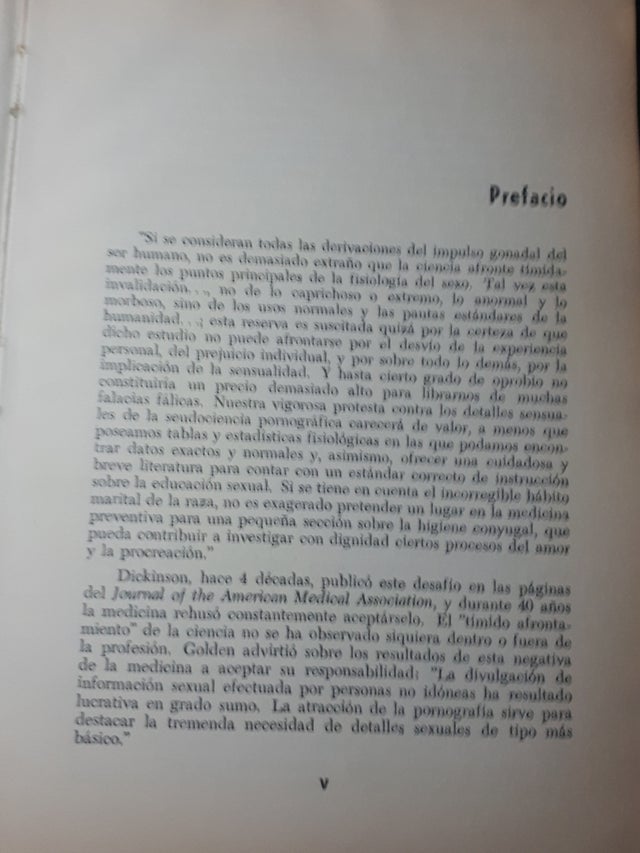 Prefacio
"Si se consideran todas las derivaciones del impulso gonadal del
ser humano, no es demasiado extraño que la ciencia afronte tímida-
mente los puntos principales de la fisiología del sexo. Tal vez esta
invalidación. . ., no de lo caprichoso o extremo, lo anormal y lo
morboso, sino de los usos normales y las pautas estándares de la
humanidad. . .; esta reserva es suscitada quizá por la certeza de que
dicho estudio no puede afrontarse por el desvío de la experiencia
personal, del prejuicio individual, y por sobre todo lo demás, por la
implicación de la sensualidad. Y hasta cierto grado de oprobio no
constituiría un precio demasiado alto para librarnos de muchas
falacias fálicas. Nuestra vigorosa protesta contra los detalles sensua-
les de la seudociencia pornográfica carecerá de valor, a menos que
poseamos tablas y estadísticas fisiológicas en las que podamos encon-
trar datos exactos y normales y, asimismo, ofrecer una cuidadosa y
breve literatura para contar con un estándar correcto de instrucción
sobre la educación sexual. Si se tiene en cuenta el incorregible hábito
marital de la raza, no es exagerado pretender un lugar en la medicina
preventiva para una pequeña sección sobre la higiene conyugal, que
pueda contribuir a investigar con dignidad ciertos procesos del amor
y la procreación."
Dickinson, hace 4 décadas, publicó este desafío en las páginas
del Journal of the American Medical Association, y durante 40 años
la medicina rehusó constantemente aceptárselo. El "tímido afronta-
miento" de la ciencia no se ha observado siquiera dentro o fuera de
la profesión. Golden advirtió sobre los resultados de esta negativa
de la medicina a aceptar su responsabilidad: "La divulgación de
información sexual efectuada por personas no idóneas ha resultado
lucrativa en grado sumo. La atracción de la pornografía sirve para
destacar la tremenda necesidad de detalles sexuales de tipo más
básico."
V